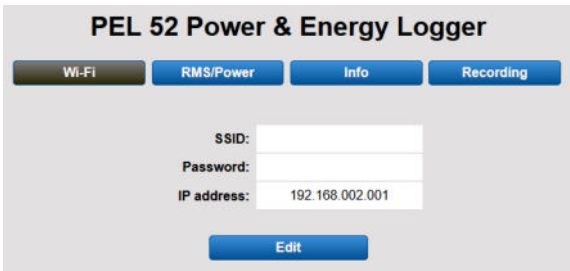 PEL 52 Power & Energy Logger
Wi-Fi RMS/Power Info Recording
SSID:
Password:
IP address: 192.168.002.001
Edit